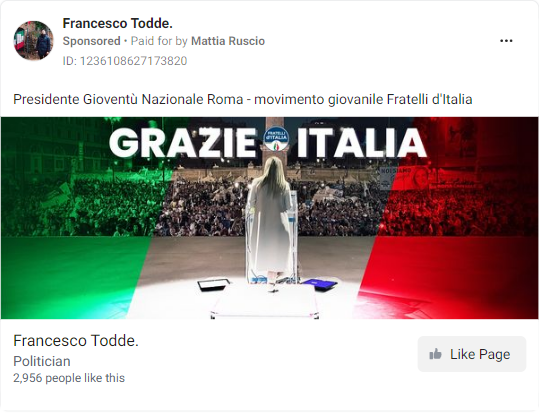 Francesco Todde.
Sponsored • Paid for by Mattia Ruscio
ID: 1236108627173820
Presidente Gioventù Nazionale Roma - movimento giovanile Fratelli d'Italia
GRAZIE ITALIA
FRATELLI
d'ITALIA
Francesco Todde.
Politician
2,956 people like this
Like Page